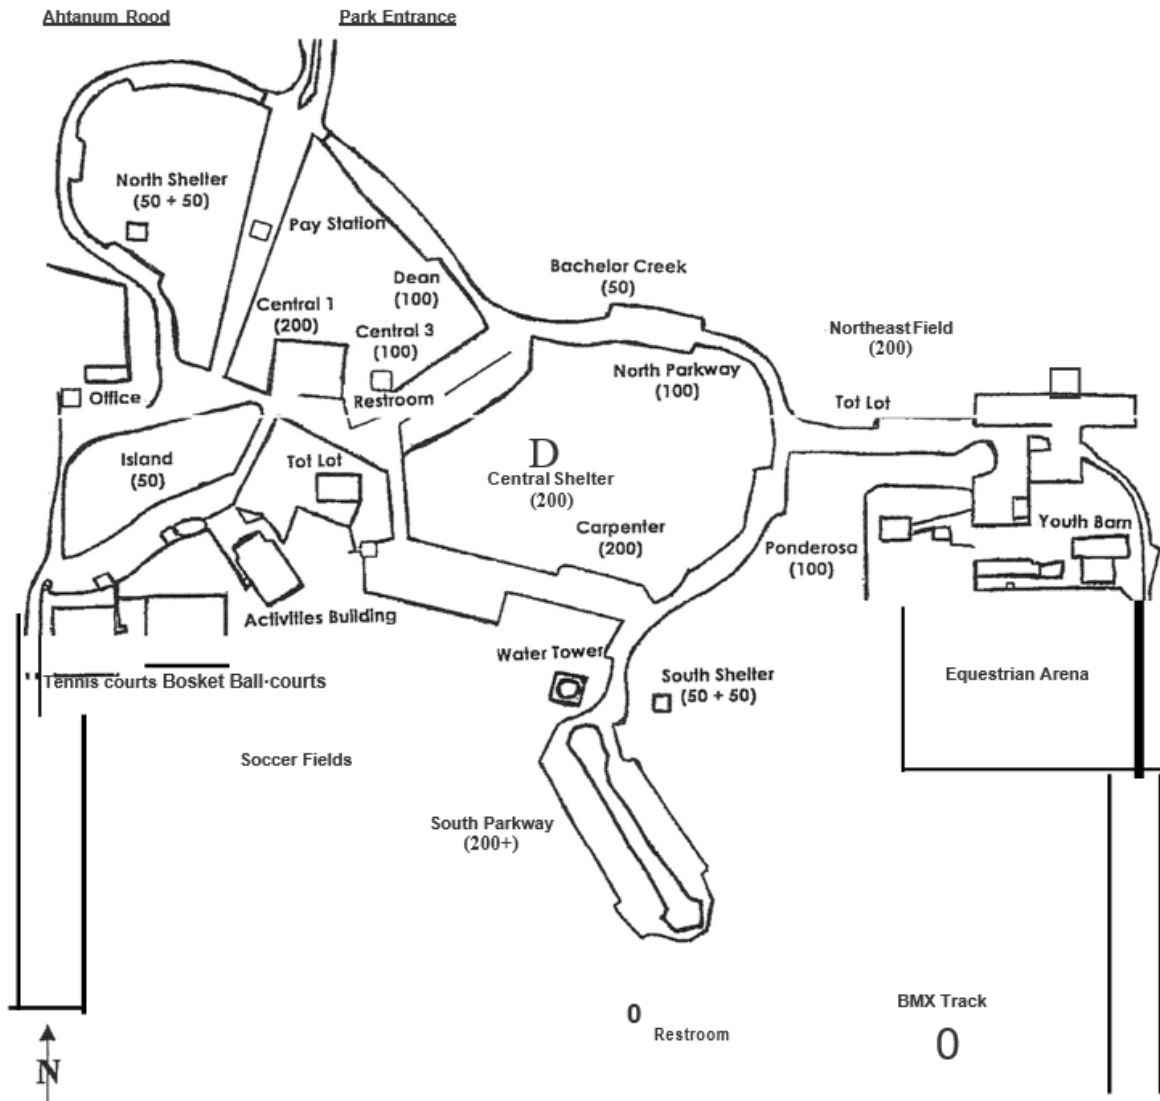 Ahtanum Rood
Park Entrance
North Shelter
(50 + 50)
Pay Station
Bachelor Creek
(50)
Dean
(100)
Central 1
(200)
Central 3
(100)
Northeast Field
(200)
North Parkway
(100)
Office
Restroom
Tot Lot
Island
(50)
Tot Lot
D
Central Shelter
(200)
Carpenter
(200)
Ponderosa
(100)
Youth Barn
Activities Building
Water Tower
South Shelter
(50 + 50)
Equestrian Arena
Tennis courts Bosket Ball·courts
Soccer Fields
South Parkway
(200+)
0
Restroom
BMX Track
0
N